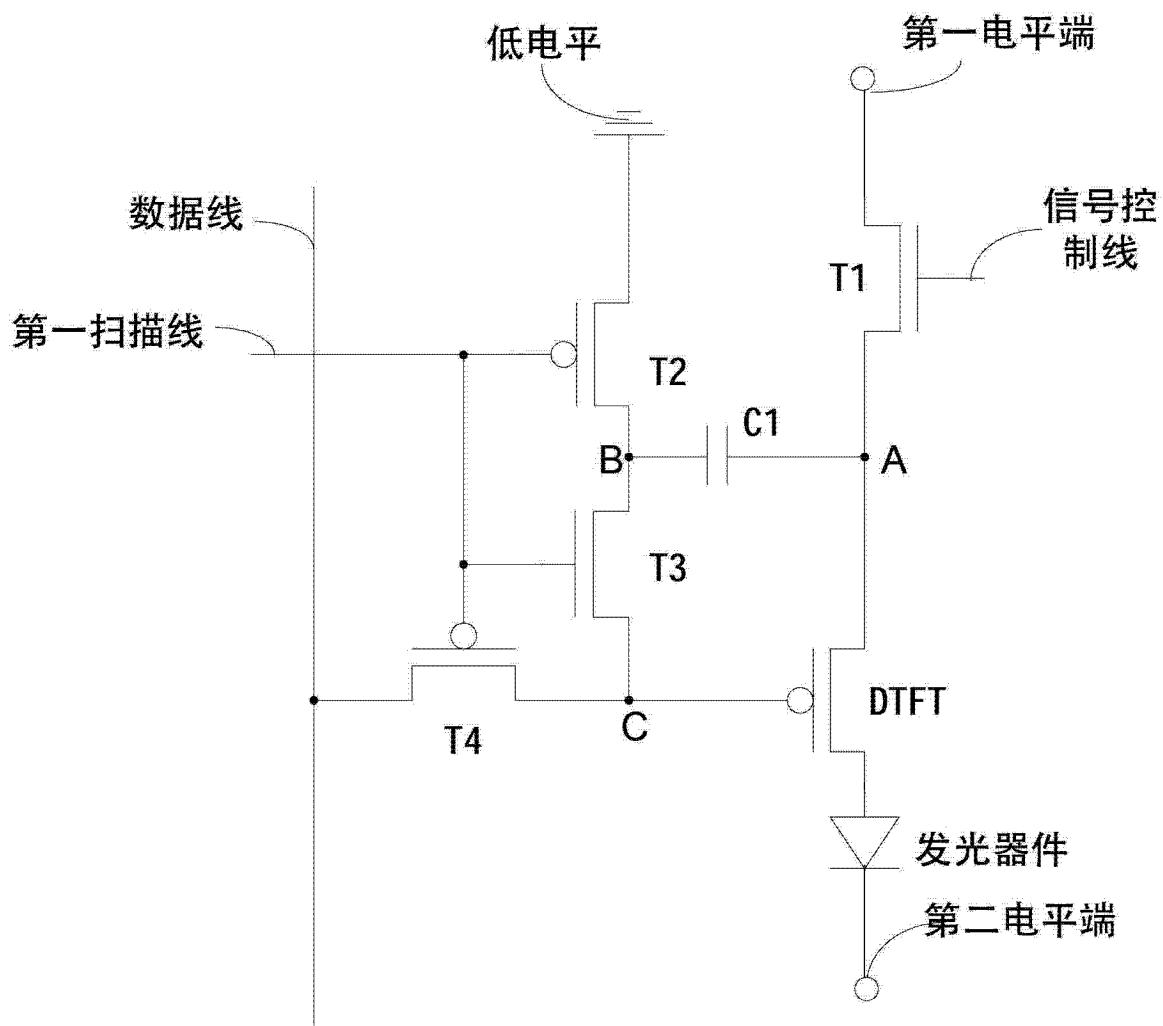 低电平
第一电平端
数据线
信号控
制线
T1
第一扫描线
T2
C1
B
A
T3
DTFT
C
T4
发光器件
第二电平端